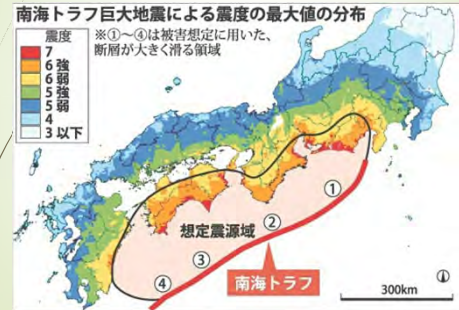 南海トラフ巨大地震による震度の最大値の分布
震度
7
6強
6弱
5強
5弱
4
3以下
※①～④は被害想定に用いた、
断層が大きく滑る領域
①
②
想定震源域
③
④
南海トラフ
300km